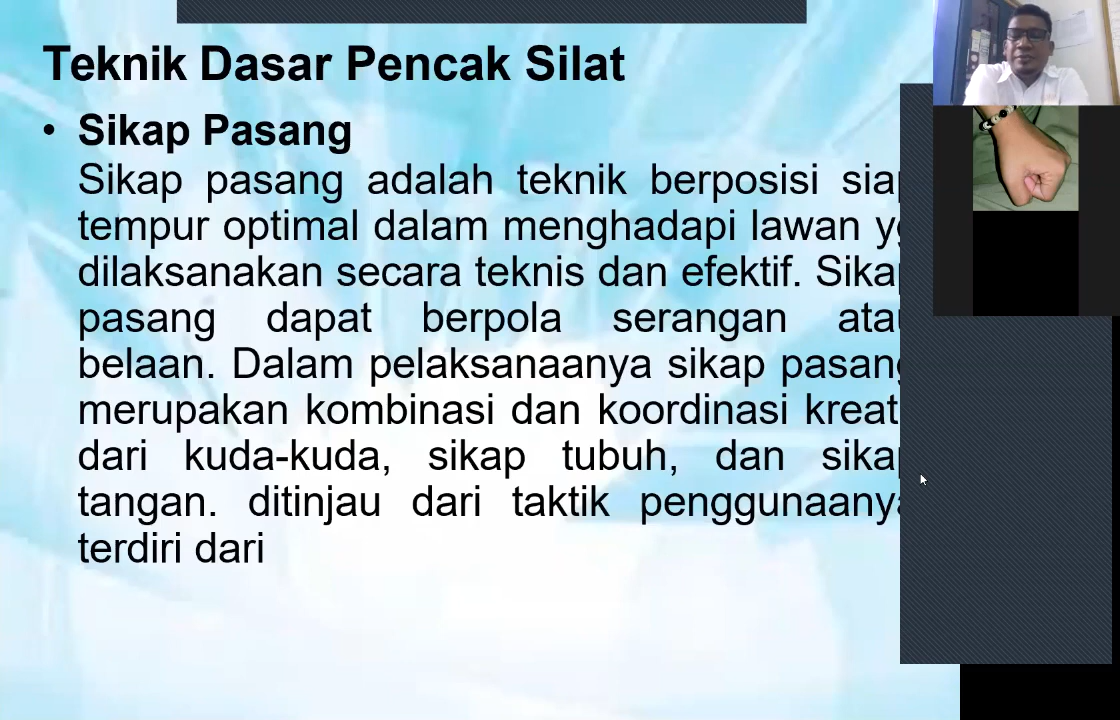 Teknik Dasar Pencak Silat
• Sikap Pasang
Sikap pasang adalah teknik berposisi
tempur optimal dalam menghadapi lawan
dilaksanakan secara teknis dan efektif.
pasang dapat berpola serangan
belaan. Dalam pelaksanaanya sikap
merupakan kombinasi dan koordinasi
dari kuda-kuda, sikap tubuh, dan
tangan. ditinjau dari taktik
terdiri dari